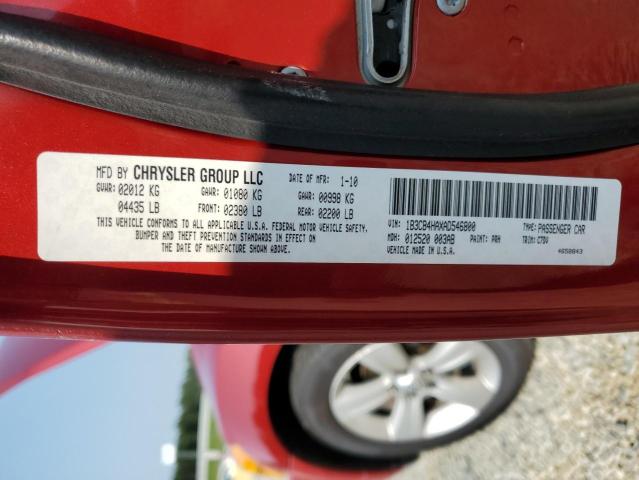 MFD BY CHRYSLER GROUP LLC DATE OF MFR: 1-10
GVWR: 02012 KG GAWR: 01080 KG GAWR: 00998 KG
04435 LB FRONT: 02380 LB REAR: 02200 LB
THIS VEHICLE CONFORMS TO ALL APPLICABLE U.S.A. FEDERAL MOTOR VEHICLE SAFETY,
BUMPER AND THEFT PREVENTION STANDARDS IN EFFECT ON
THE DATE OF MANUFACTURE SHOWN ABOVE.
VIN: 1B3CB4HAXAD546800 TYPE: PASSENGER CAR
MDH: 012520 003AB PAINT: PRH TRIM: C7DV
VEHICLE MADE IN U.S.A. 4658043